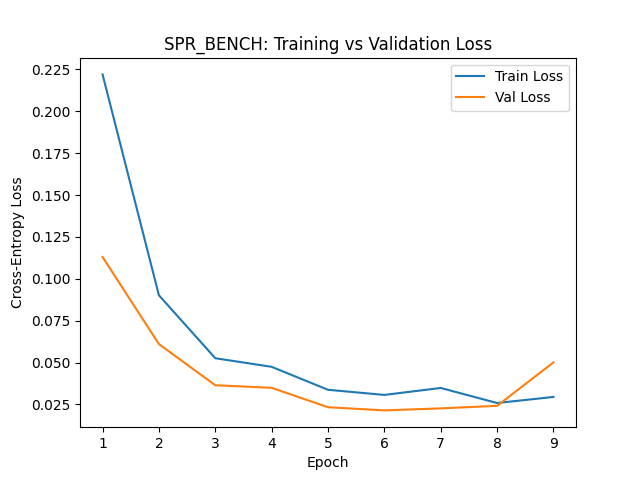 SPR_BENCH: Training vs Validation Loss
Train Loss
Val Loss
Cross-Entropy Loss
0.225
0.200
0.175
0.150
0.125
0.100
0.075
0.050
0.025
1 2 3 4 5 6 7 8 9
Epoch